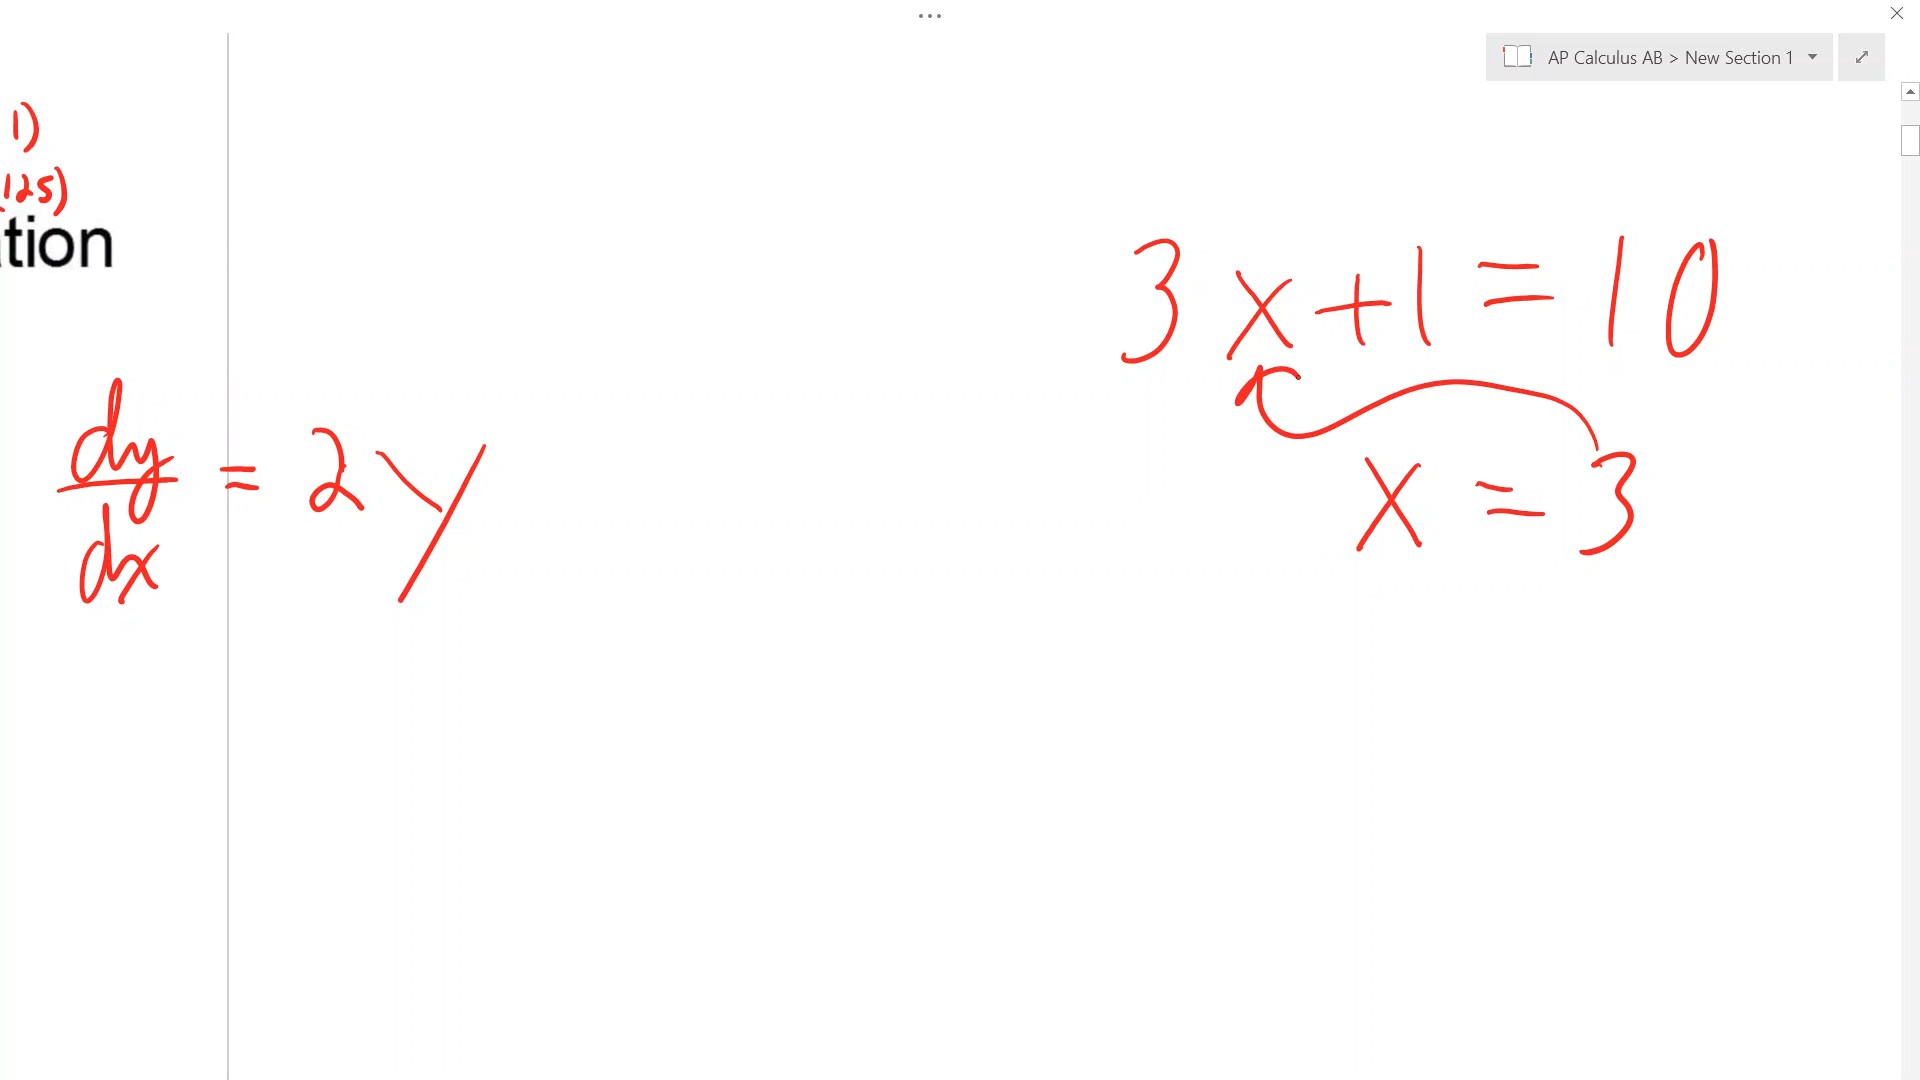 AP Calculus AB > New Section 1
1)
125)
tion
3x+1=10
dy/dx = 2y
x = 3